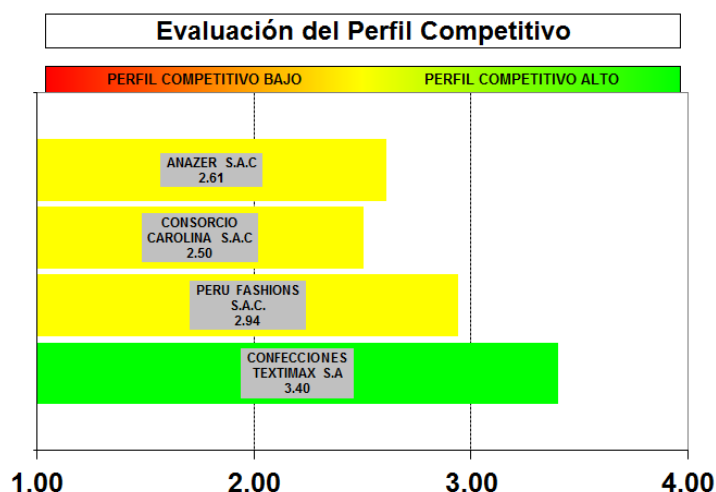 Evaluación del Perfil Competitivo
PERFIL COMPETITIVO BAJO PERFIL COMPETITIVO ALTO
ANAZER S.A.C
2.61
CONSORCIO
CAROLINA S.A.C
2.50
PERU FASHIONS
S.A.C.
2.94
CONFECCIONES
TEXTIMAX S.A
3.40
1.00 2.00 3.00 4.00